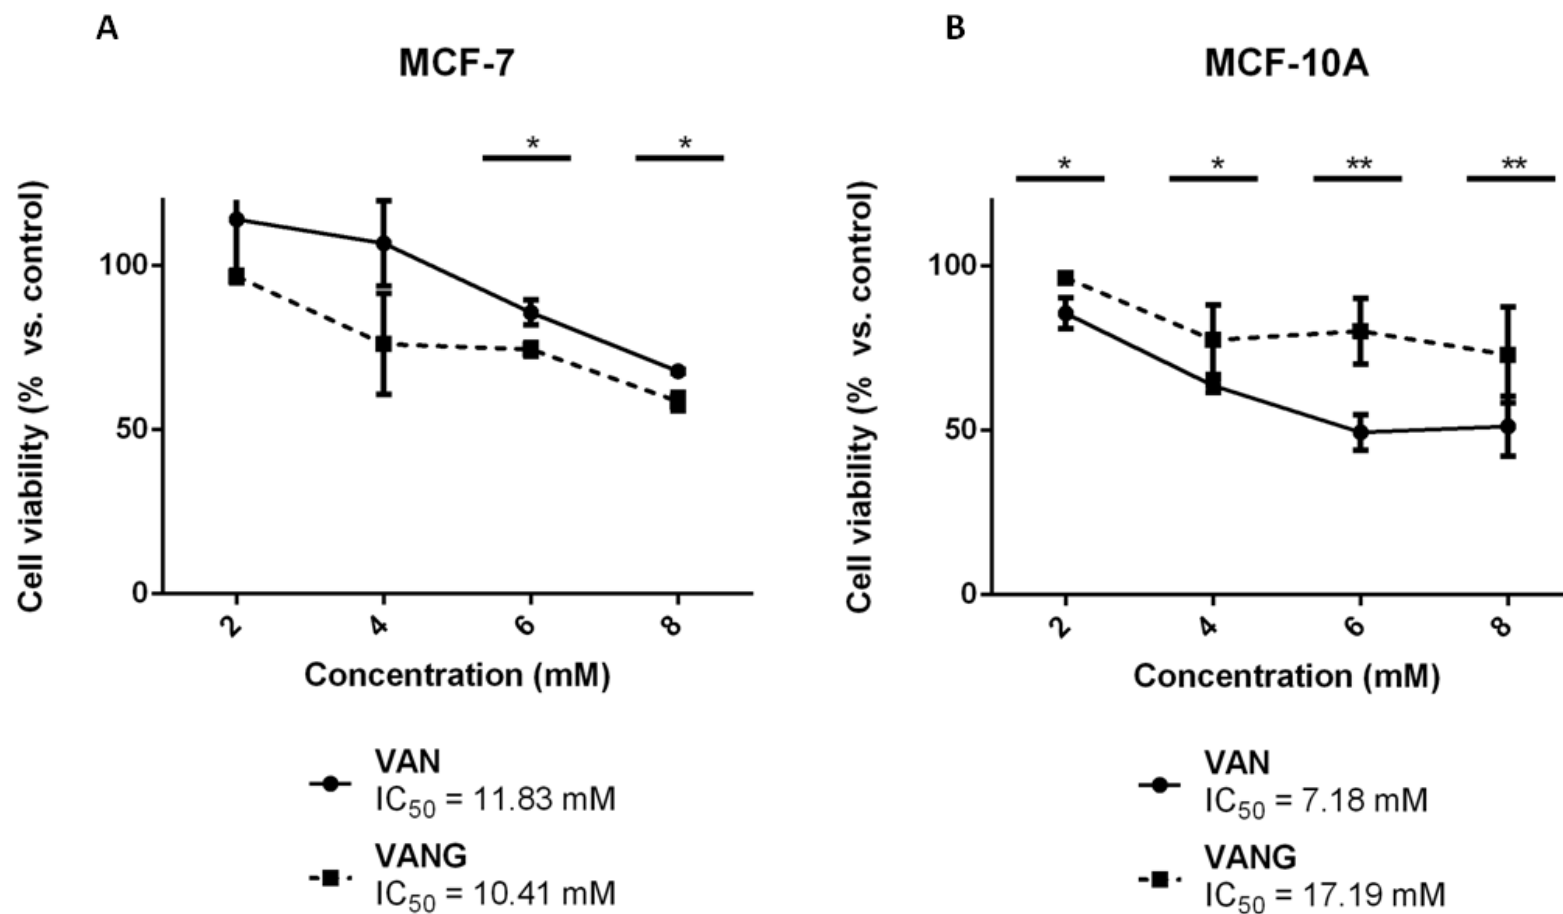 A
MCF-7
* *
Cell viability (% vs. control)
100
50
0
2 4 6 8
Concentration (mM)
VAN
IC50 = 11.83 mM
VANG
IC50 = 10.41 mM
B
MCF-10A
* * ** **
Cell viability (% vs. control)
100
50
0
2 4 6 8
Concentration (mM)
VAN
IC50 = 7.18 mM
VANG
IC50 = 17.19 mM